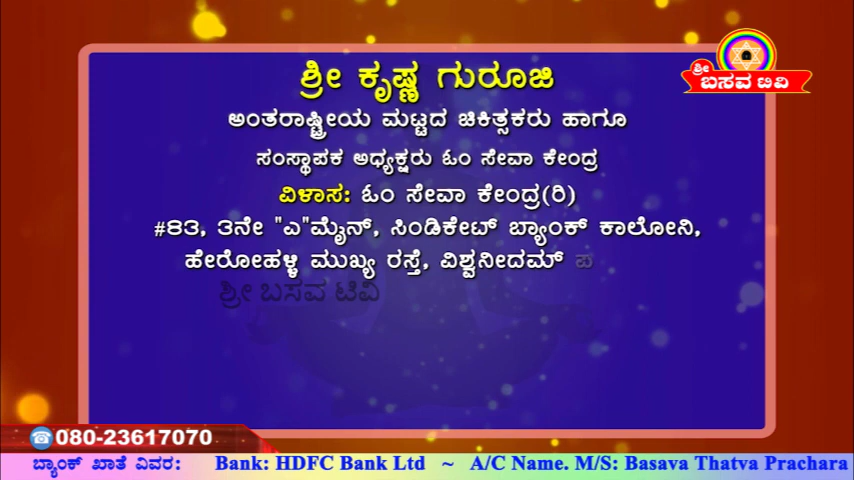 ಶ್ರೀ ಕೃಷ್ಣ ಗುರೂಜಿ
ಅಂತರಾಷ್ಟ್ರೀಯ ಮಟ್ಟದ ಚಿಕಿತ್ಸಕರು ಹಾಗೂ
ಸಂಸ್ಥಾಪಕ ಅಧ್ಯಕ್ಷರು ಓಂ ಸೇವಾ ಕೇಂದ್ರ
ವಿಳಾಸ: ಓಂ ಸೇವಾ ಕೇಂದ್ರ(ರಿ)
#83, 3ನೇ "ಎ"ಮೈನ್, ಸಿಂಡಿಕೇಟ್ ಬ್ಯಾಂಕ್ ಕಾಲೋನಿ,
ಹೇರೋಹಳ್ಳಿ ಮುಖ್ಯ ರಸ್ತೆ, ವಿಶ್ವನೀದಮ್
ಶ್ರೀ ಬಸವ ಟಿವಿ
ಶ್ರೀ
ಬಸವ ಟಿವಿ
080-23617070
ಬ್ಯಾಂಕ್ ಖಾತೆ ವಿವರ: Bank: HDFC Bank Ltd ~ A/C Name. M/S: Basava Thatva Prachara